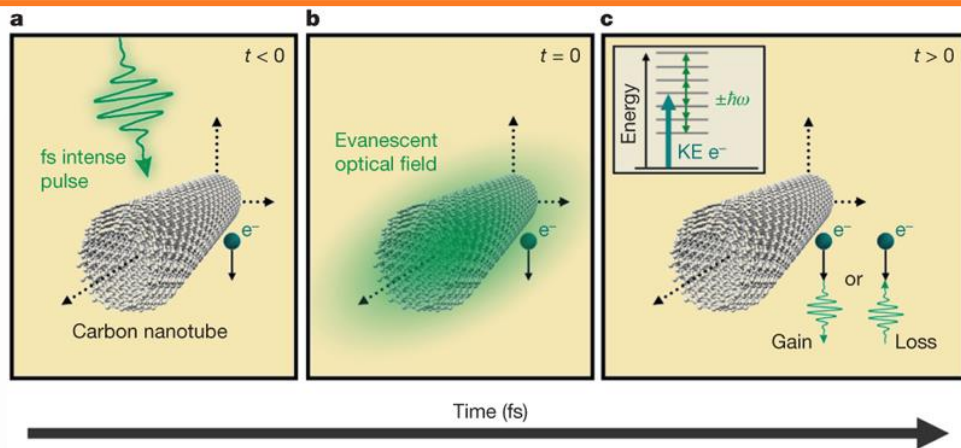 a
t < 0
fs intense
pulse
e⁻
Carbon nanotube
b
t = 0
Evanescent
optical field
e⁻
c
t > 0
Energy
±ħω
KE e⁻
e⁻
e⁻
or
Gain
Loss
Time (fs)